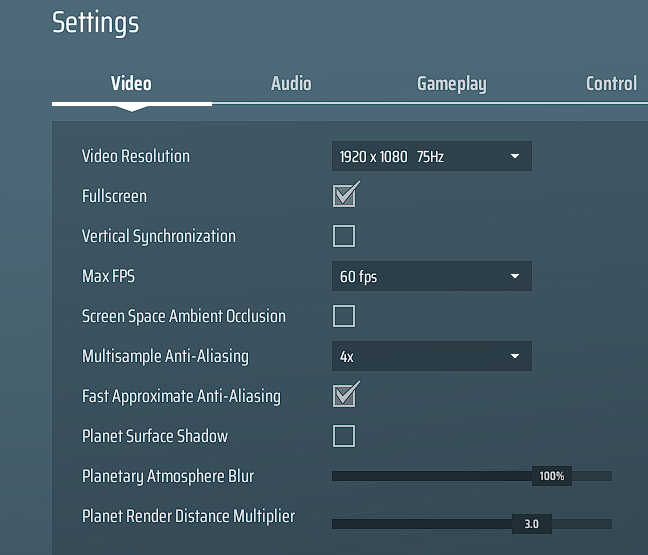 Settings
Video Audio Gameplay Control
Video Resolution 1920 x 1080 75Hz
Fullscreen
Vertical Synchronization
Max FPS 60 fps
Screen Space Ambient Occlusion
Multisample Anti-Aliasing 4x
Fast Approximate Anti-Aliasing
Planet Surface Shadow
Planetary Atmosphere Blur 100%
Planet Render Distance Multiplier 3.0